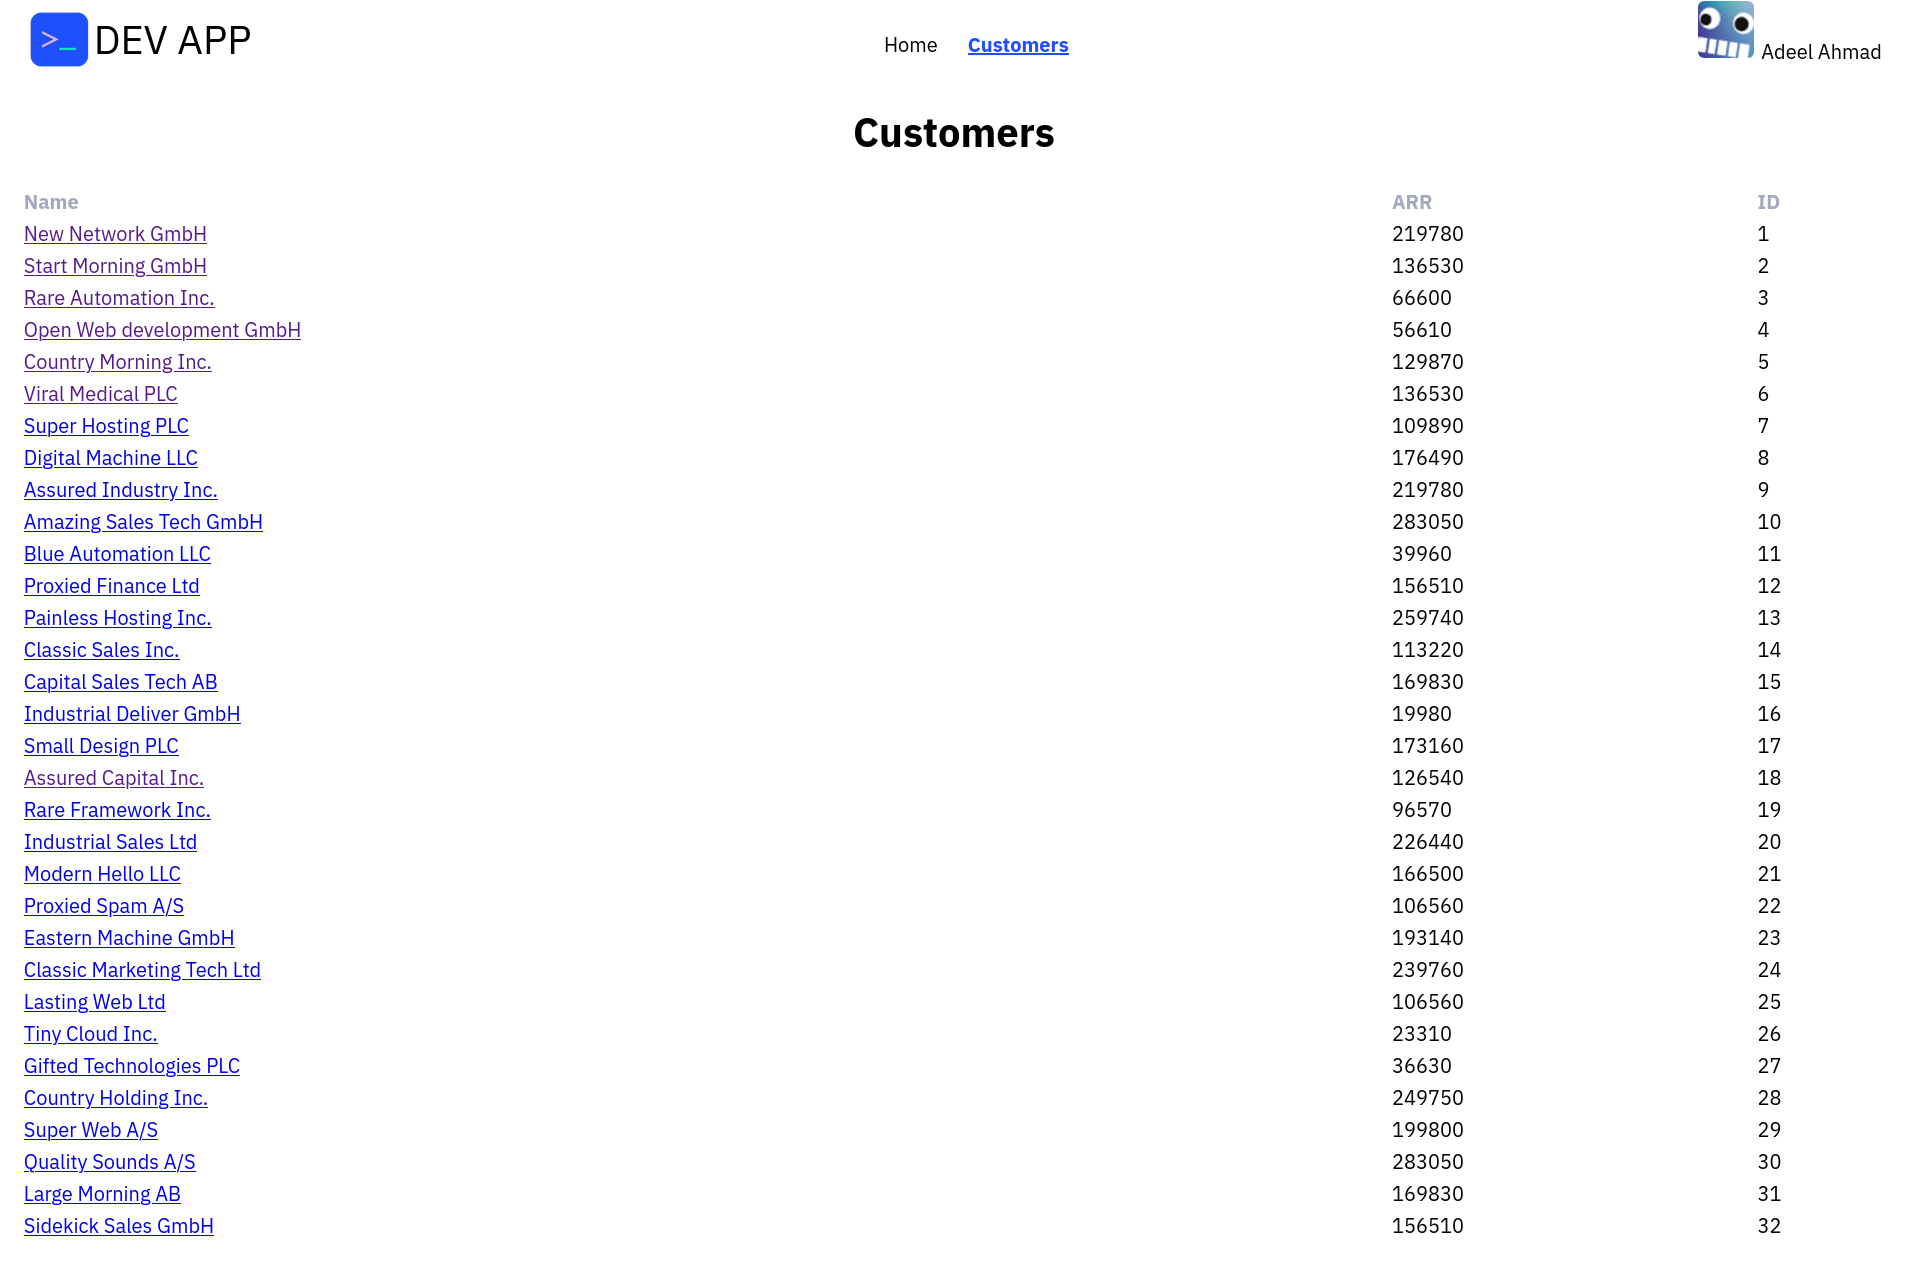 >_ DEV APP Home Customers Adeel Ahmad
Customers
Name ARR ID
New Network GmbH 219780 1
Start Morning GmbH 136530 2
Rare Automation Inc. 66600 3
Open Web development GmbH 56610 4
Country Morning Inc. 129870 5
Viral Medical PLC 136530 6
Super Hosting PLC 109890 7
Digital Machine LLC 176490 8
Assured Industry Inc. 219780 9
Amazing Sales Tech GmbH 283050 10
Blue Automation LLC 39960 11
Proxied Finance Ltd 156510 12
Painless Hosting Inc. 259740 13
Classic Sales Inc. 113220 14
Capital Sales Tech AB 169830 15
Industrial Deliver GmbH 19980 16
Small Design PLC 173160 17
Assured Capital Inc. 126540 18
Rare Framework Inc. 96570 19
Industrial Sales Ltd 226440 20
Modern Hello LLC 166500 21
Proxied Spam A/S 106560 22
Eastern Machine GmbH 193140 23
Classic Marketing Tech Ltd 239760 24
Lasting Web Ltd 106560 25
Tiny Cloud Inc. 23310 26
Gifted Technologies PLC 36630 27
Country Holding Inc. 249750 28
Super Web A/S 199800 29
Quality Sounds A/S 283050 30
Large Morning AB 169830 31
Sidekick Sales GmbH 156510 32